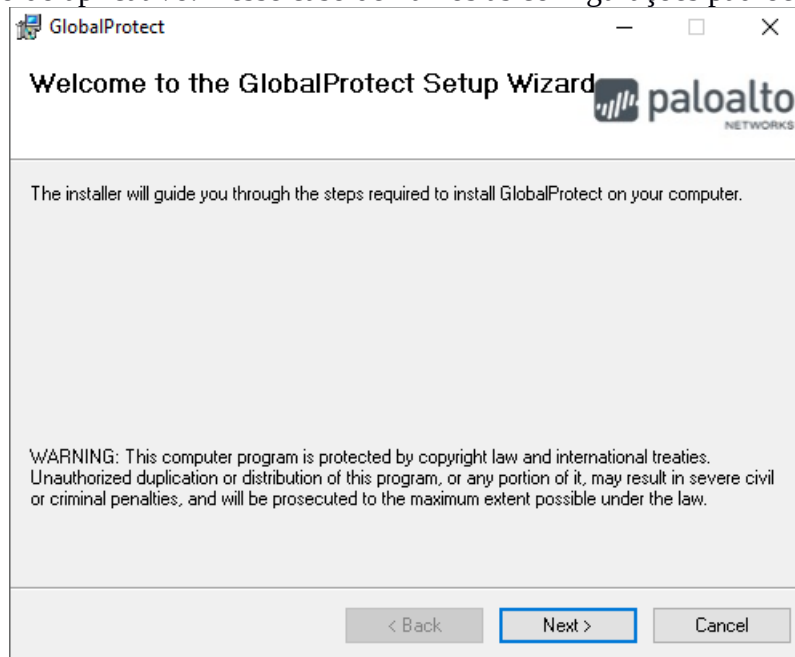 GlobalProtect
Welcome to the GlobalProtect Setup Wizard
paloalto
NETWORKS
The installer will guide you through the steps required to install GlobalProtect on your computer.
WARNING: This computer program is protected by copyright law and international treaties.
Unauthorized duplication or distribution of this program, or any portion of it, may result in severe civil
or criminal penalties, and will be prosecuted to the maximum extent possible under the law.
< Back
Next >
Cancel